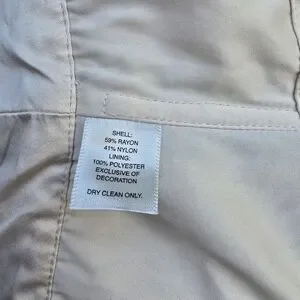 SHELL:
59% RAYON
41% NYLON
LINING:
100% POLYESTER
EXCLUSIVE OF
DECORATION
DRY CLEAN ONLY.